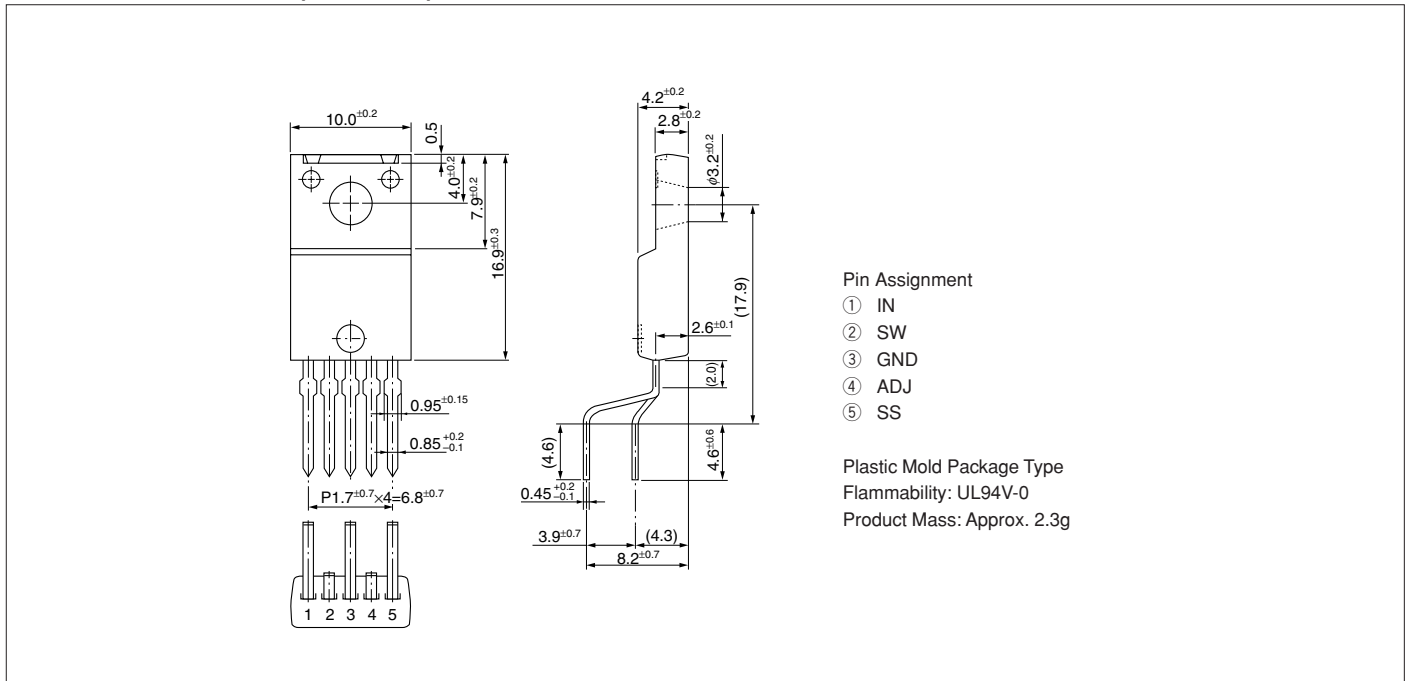 4.2±0.2
10.0±0.2
0.5
2.8±0.2
4.0±0.2
7.9±0.2
16.9±0.3
φ3.2±0.2
(17.9)
2.6±0.1
(2.0)
0.95±0.15
0.85 +0.2 −0.1
(4.6)
4.6±0.6
P1.7±0.7×4=6.8±0.7
0.45 +0.2 −0.1
3.9±0.7
(4.3)
8.2±0.7
1 2 3 4 5
Pin Assignment
① IN
② SW
③ GND
④ ADJ
⑤ SS
Plastic Mold Package Type
Flammability: UL94V-0
Product Mass: Approx. 2.3g